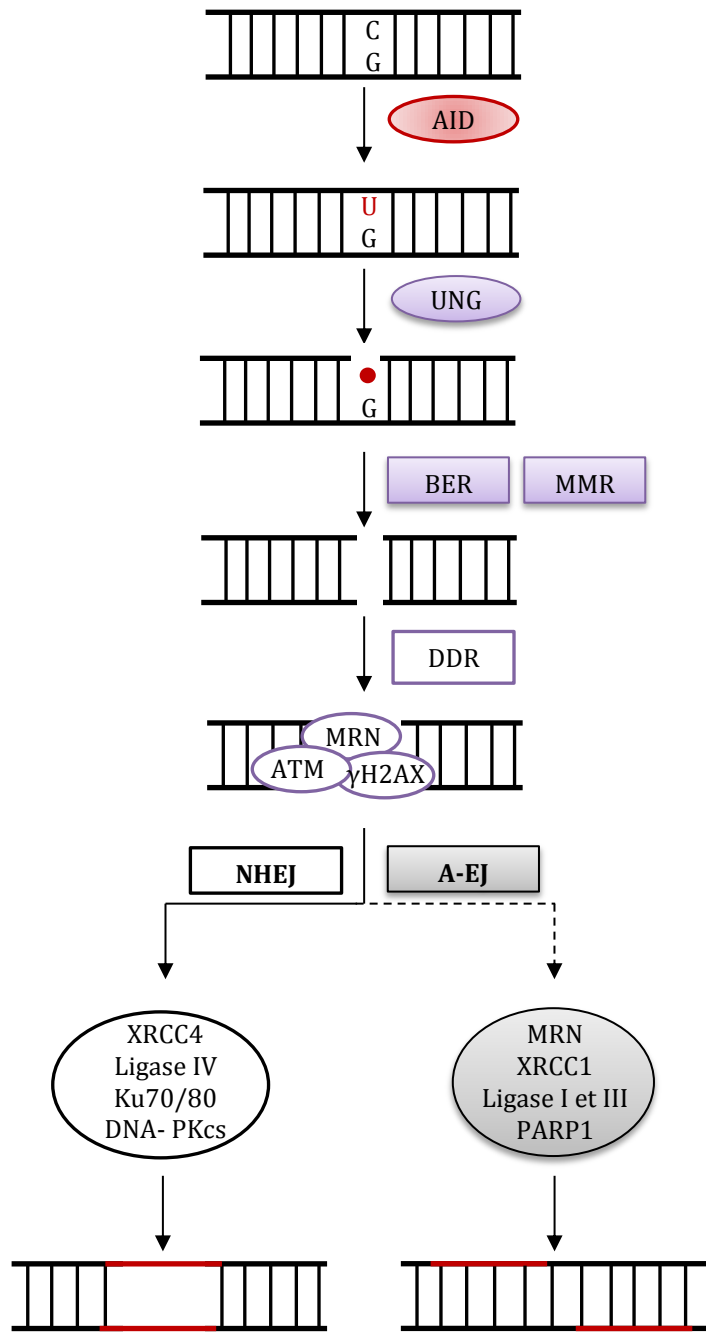 C
G
AID
U
G
UNG
G
BER
MMR
DDR
MRN
ATM
γH2AX
NHEJ
A-EJ
XRCC4
Ligase IV
Ku70/80
DNA- PKcs
MRN
XRCC1
Ligase I et III
PARP1